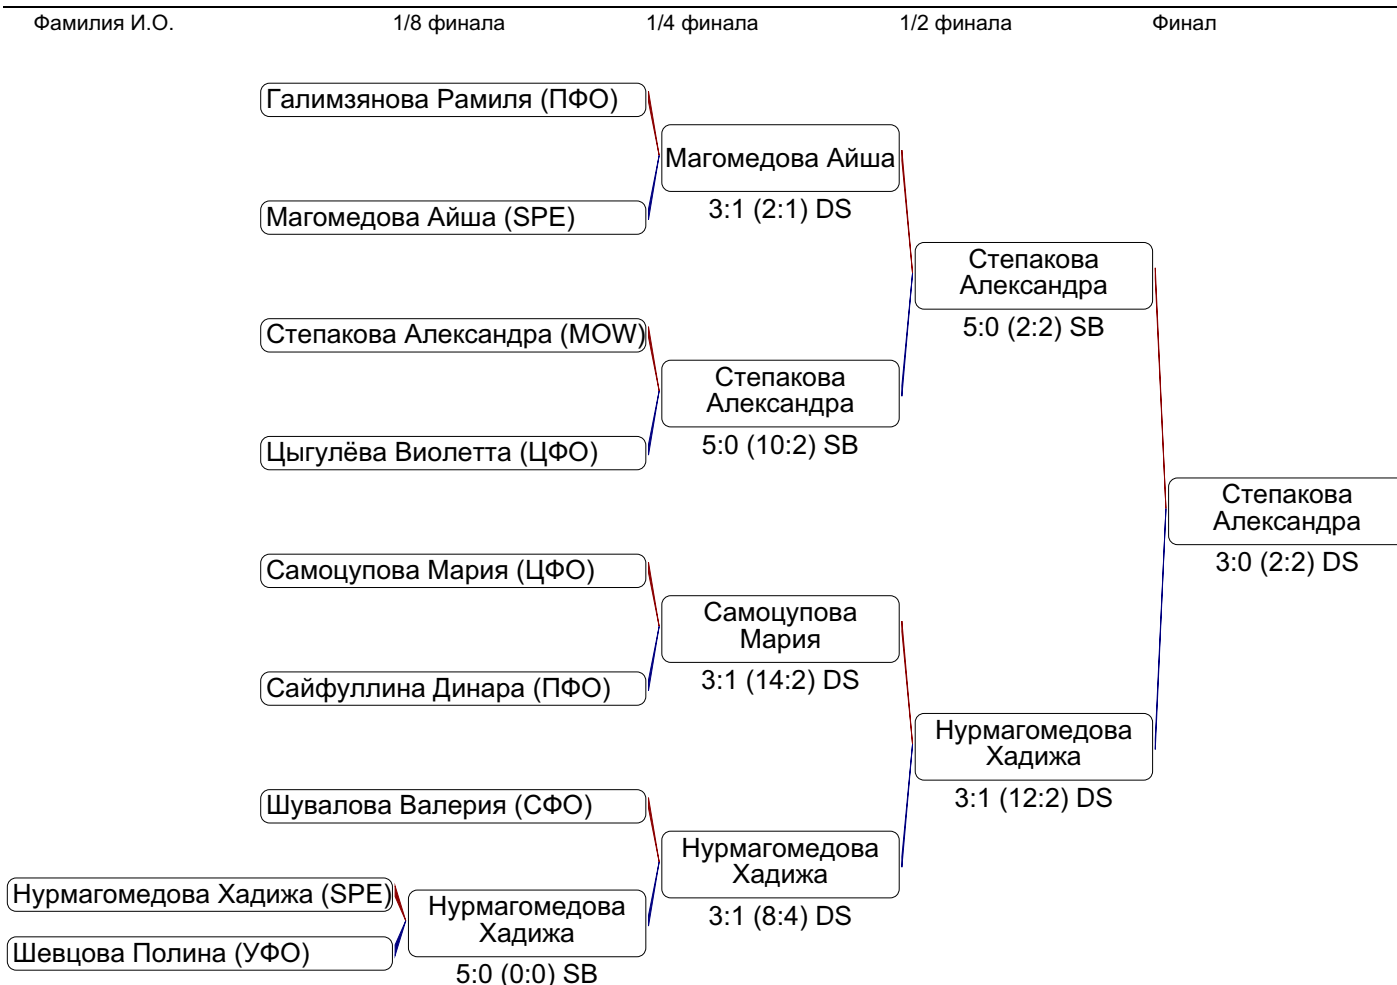 Фамилия И.О. 1/8 финала 1/4 финала 1/2 финала Финал
Галимзянова Рамиля (ПФО)
Магомедова Айша
3:1 (2:1) DS
Магомедова Айша (SPE)
Степакова
Александра
5:0 (2:2) SB
Степакова Александра (MOW)
Степакова
Александра
5:0 (10:2) SB
Цыгулёва Виолетта (ЦФО)
Степакова
Александра
3:0 (2:2) DS
Самоцупова Мария (ЦФО)
Самоцупова
Мария
3:1 (14:2) DS
Сайфуллина Динара (ПФО)
Нурмагомедова
Хадижа
3:1 (12:2) DS
Шувалова Валерия (СФО)
Нурмагомедова
Хадижа
3:1 (8:4) DS
Нурмагомедова Хадижа (SPE)
Нурмагомедова
Хадижа
5:0 (0:0) SB
Шевцова Полина (УФО)